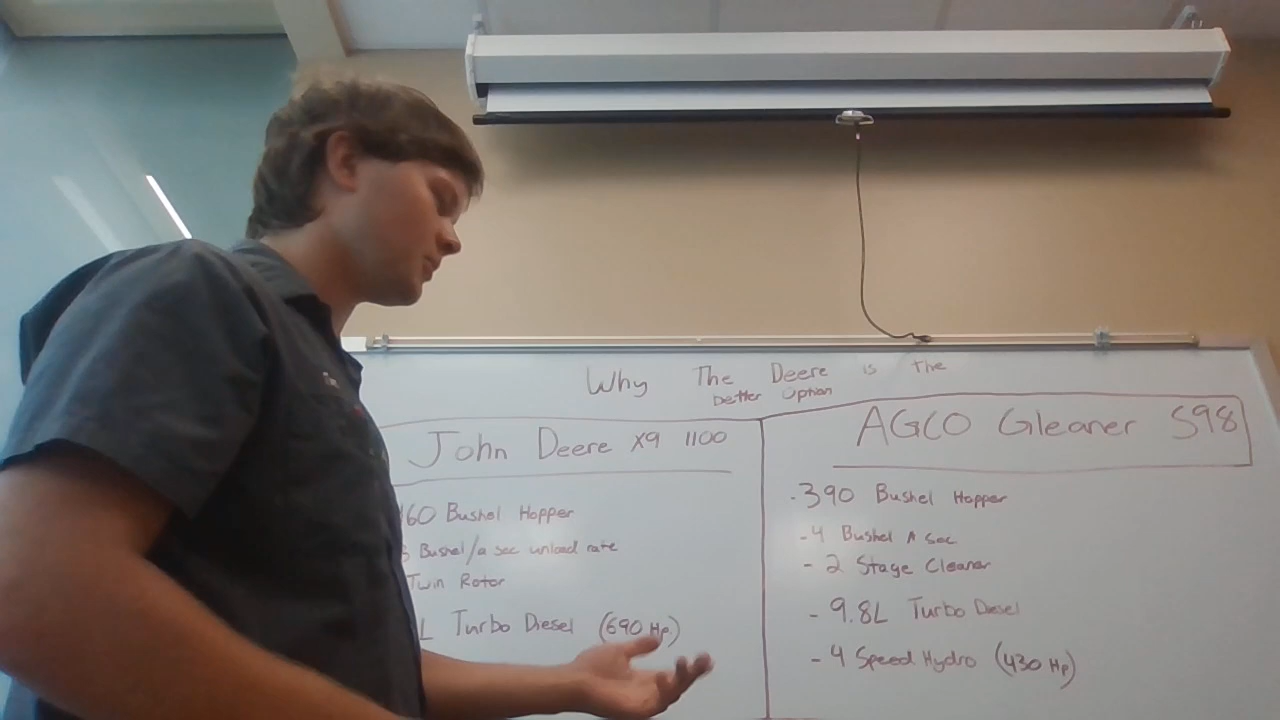 Why The Deere is the
better option
John Deere X9 1100
AGCO Gleaner S98
60 Bushel Hopper
Bushel/a sec unload rate
Twin Rotor
L Turbo Diesel (690 Hp)
.390 Bushel Hopper
-4 Bushel A Sec
- 2 Stage Cleaner
- 9.8L Turbo Diesel
- 4 Speed Hydro (430 Hp)